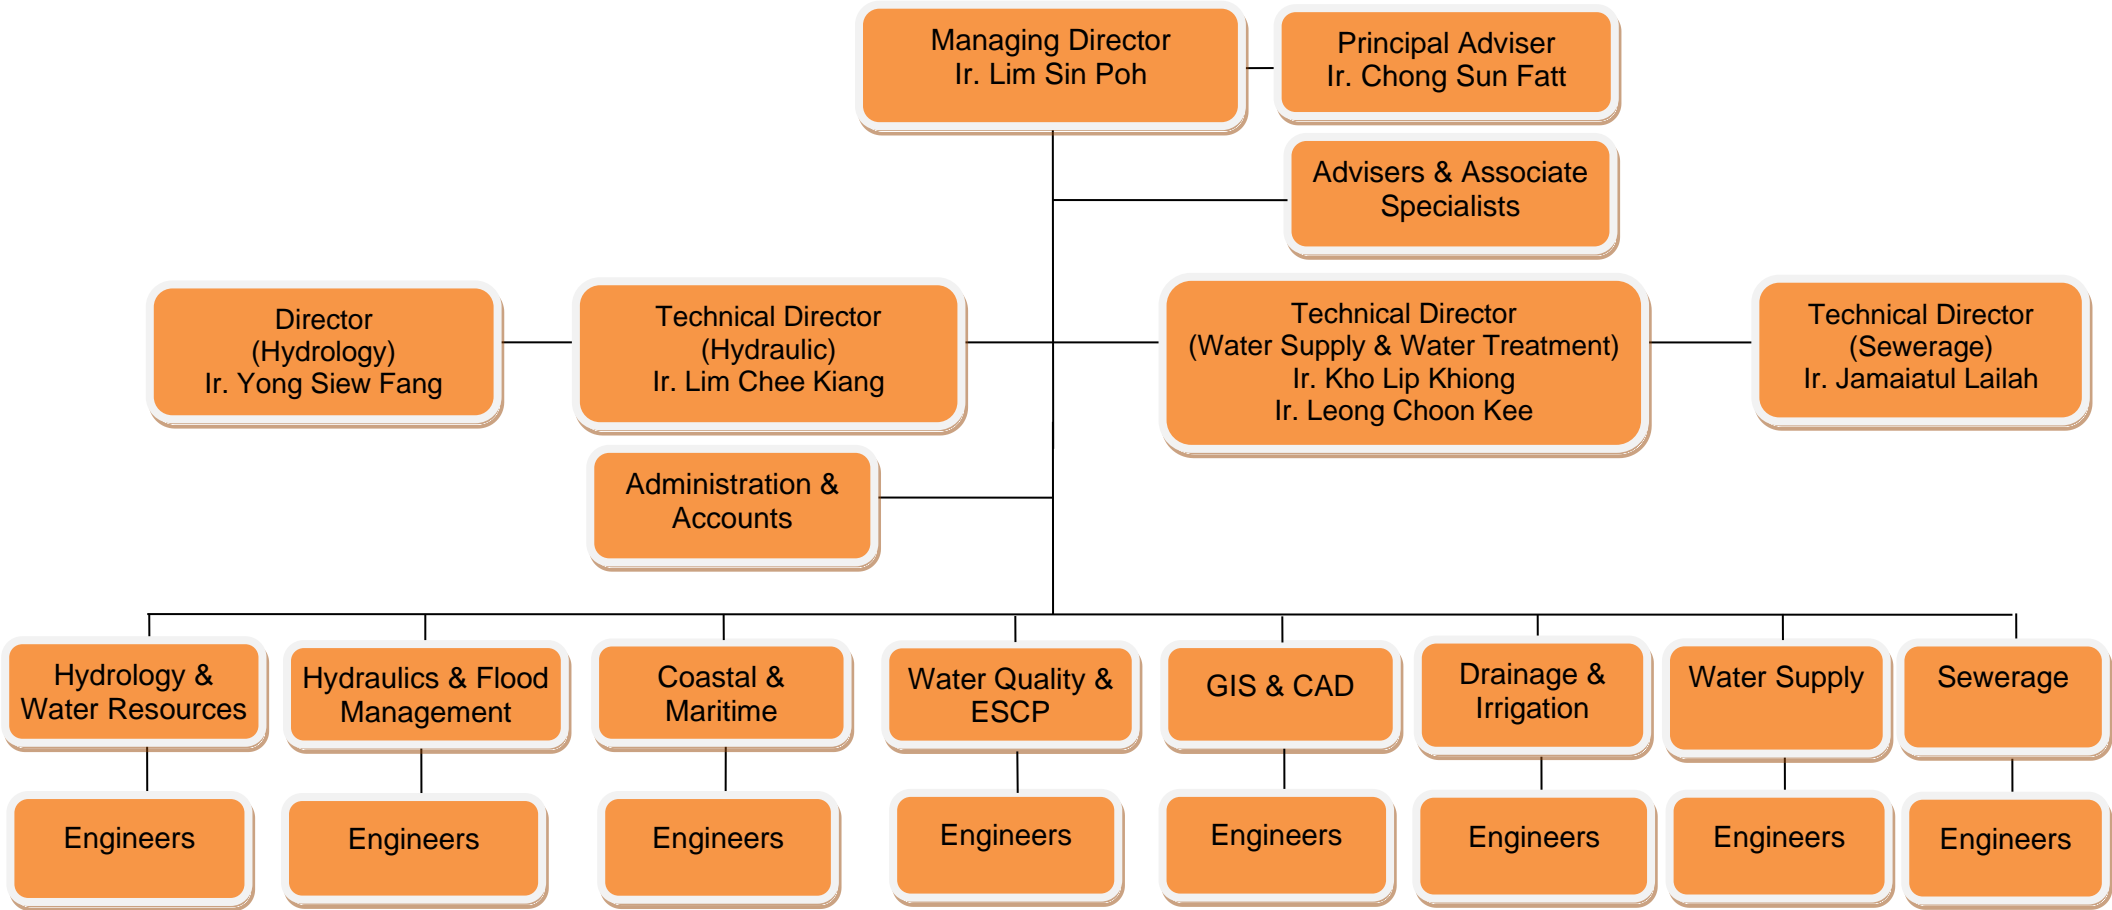 Managing Director
Ir. Lim Sin Poh
Principal Adviser
Ir. Chong Sun Fatt
Advisers & Associate
Specialists
Director
(Hydrology)
Ir. Yong Siew Fang
Technical Director
(Hydraulic)
Ir. Lim Chee Kiang
Technical Director
(Water Supply & Water Treatment)
Ir. Kho Lip Khiong
Ir. Leong Choon Kee
Technical Director
(Sewerage)
Ir. Jamaiatul Lailah
Administration &
Accounts
Hydrology &
Water Resources
Hydraulics & Flood
Management
Coastal &
Maritime
Water Quality &
ESCP
GIS & CAD
Drainage &
Irrigation
Water Supply
Sewerage
Engineers
Engineers
Engineers
Engineers
Engineers
Engineers
Engineers
Engineers